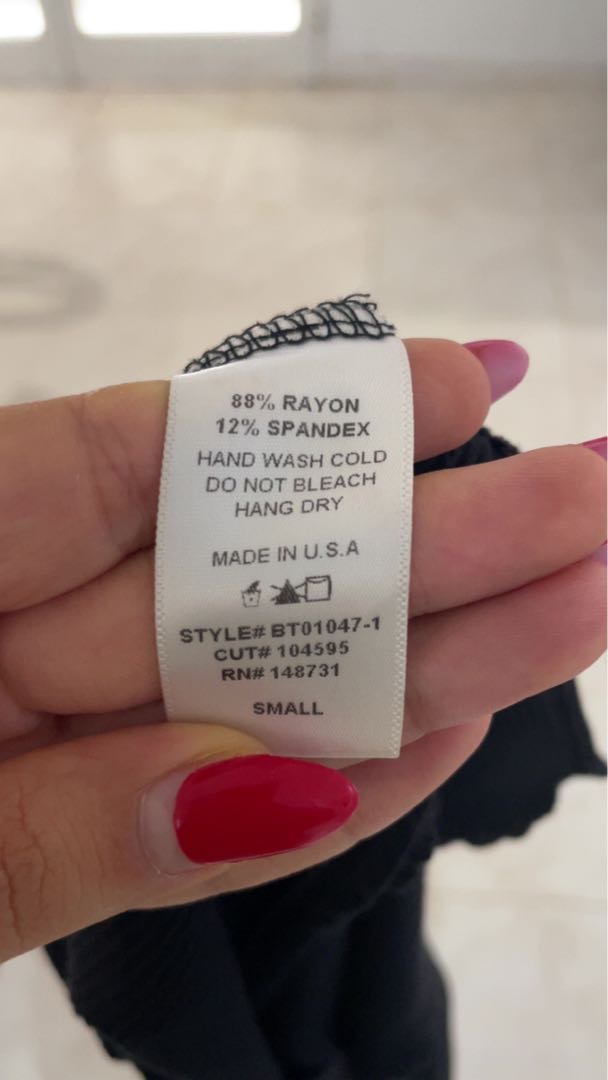 88% RAYON
12% SPANDEX
HAND WASH COLD
DO NOT BLEACH
HANG DRY
MADE IN U.S.A
STYLE# BT01047-1
CUT# 104595
RN# 148731
SMALL